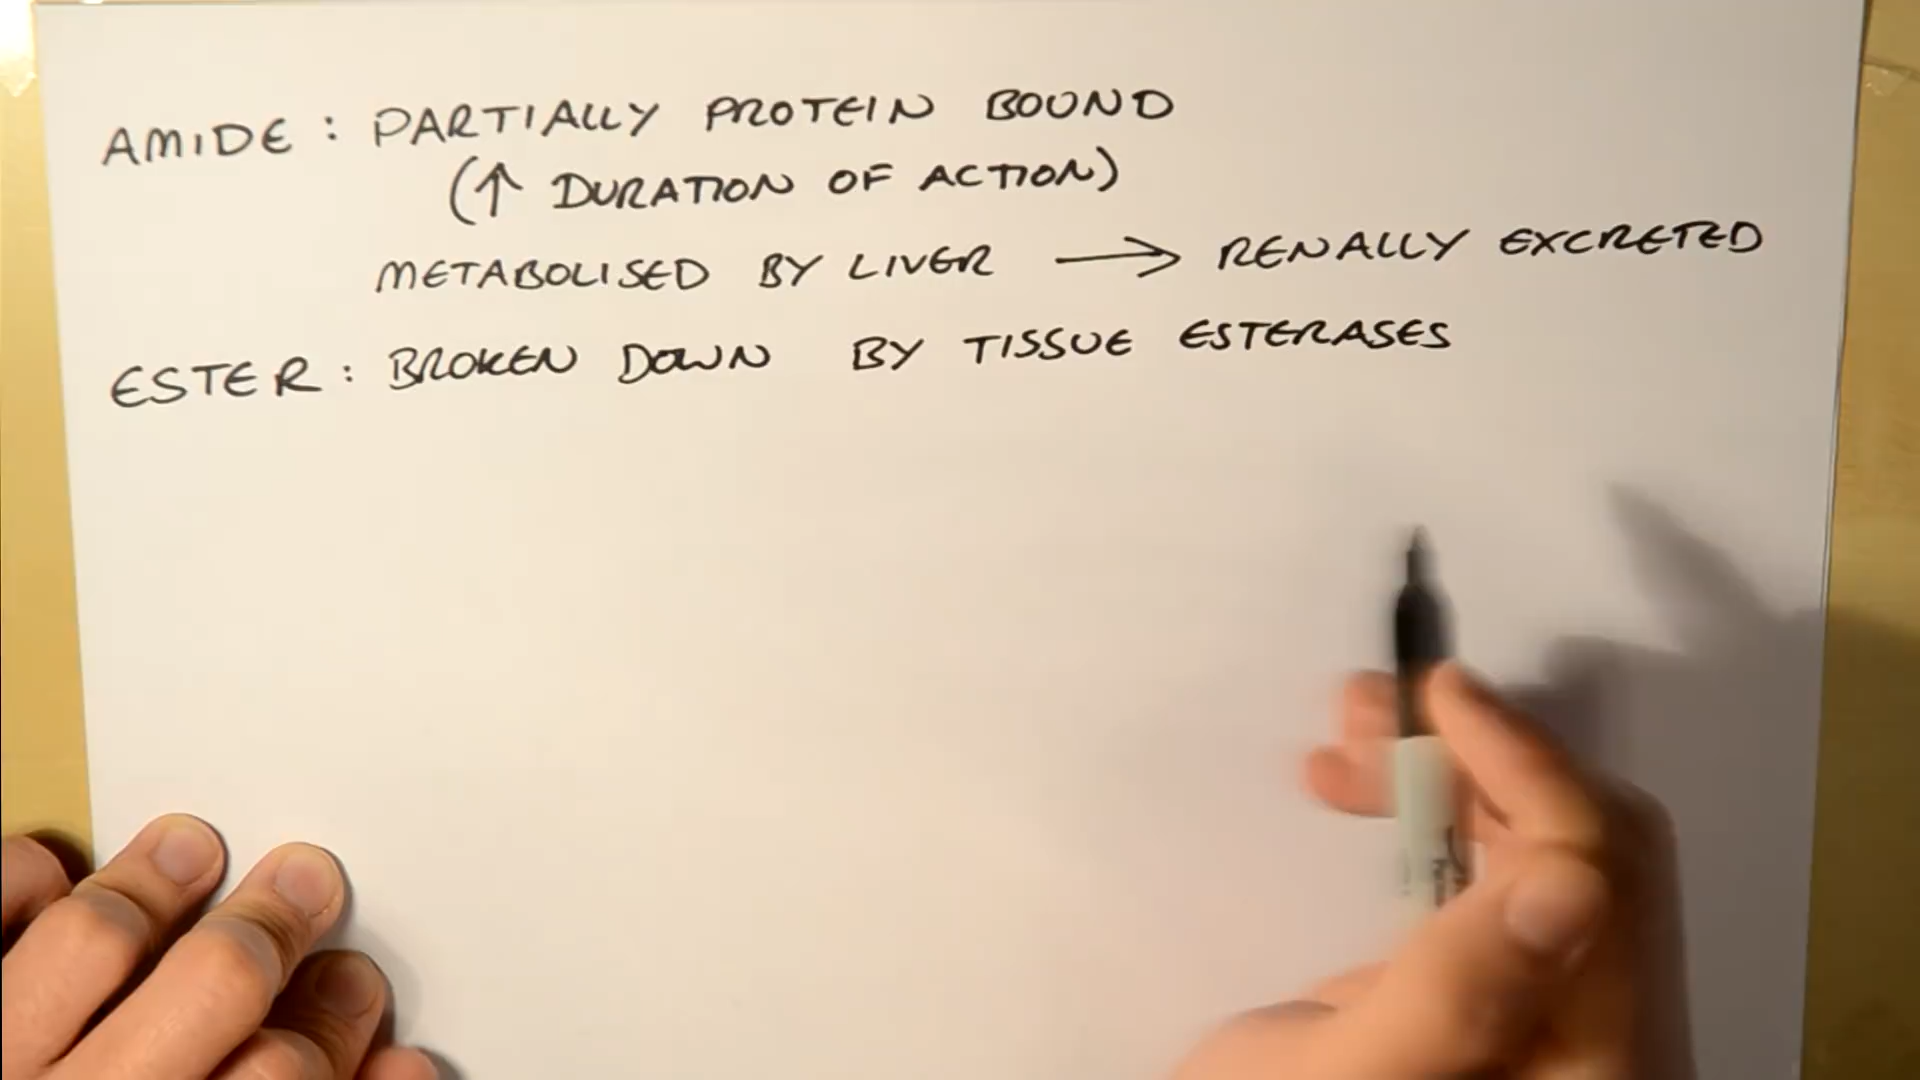 AMIDE : PARTIALLY PROTEIN BOUND
(↑ DURATION OF ACTION)
METABOLISED BY LIVER → RENALLY EXCRETED
ESTER : BROKEN DOWN BY TISSUE ESTERASES